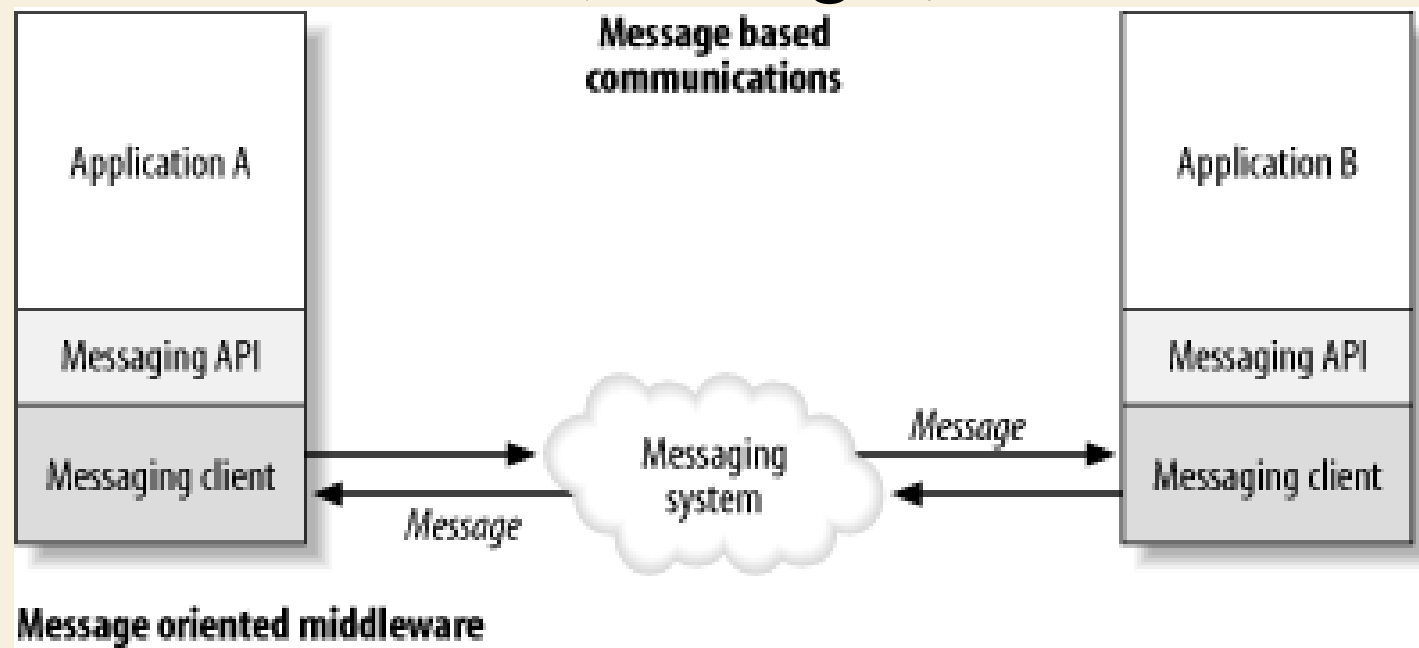 Message based
communications
Application A
Application B
Messaging API
Messaging API
Messaging client
Messaging system
Message
Message
Messaging client
Message oriented middleware